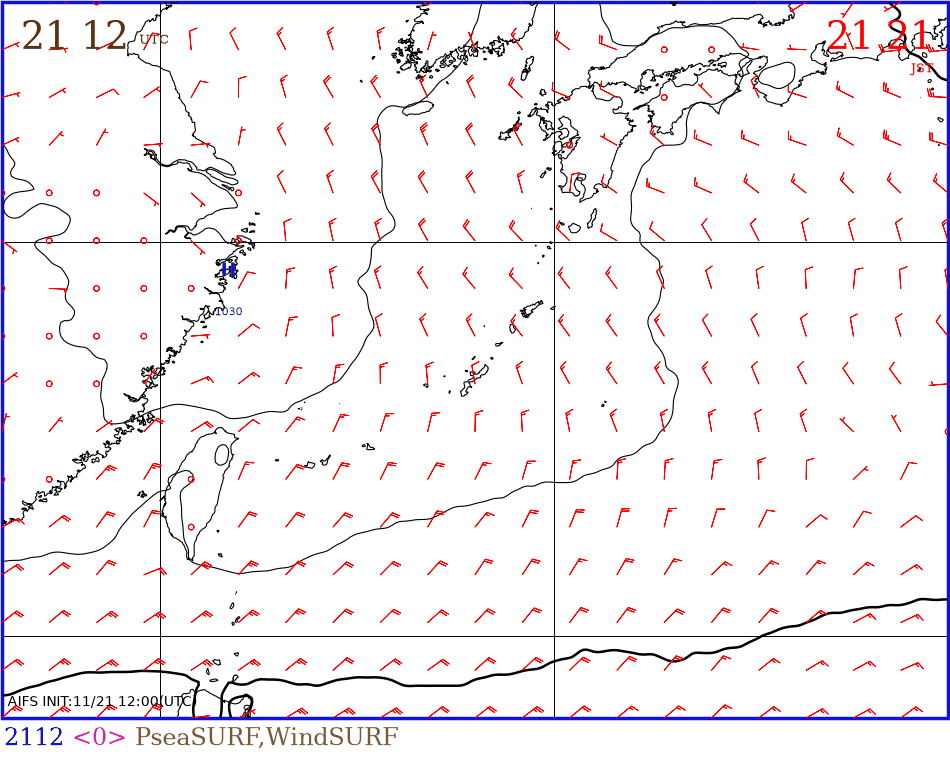 21 12 UTC
21 21 JST
H
1030
AIFS INIT:11/21 12:00(UTC)
2112 <0> PseaSURF,WindSURF